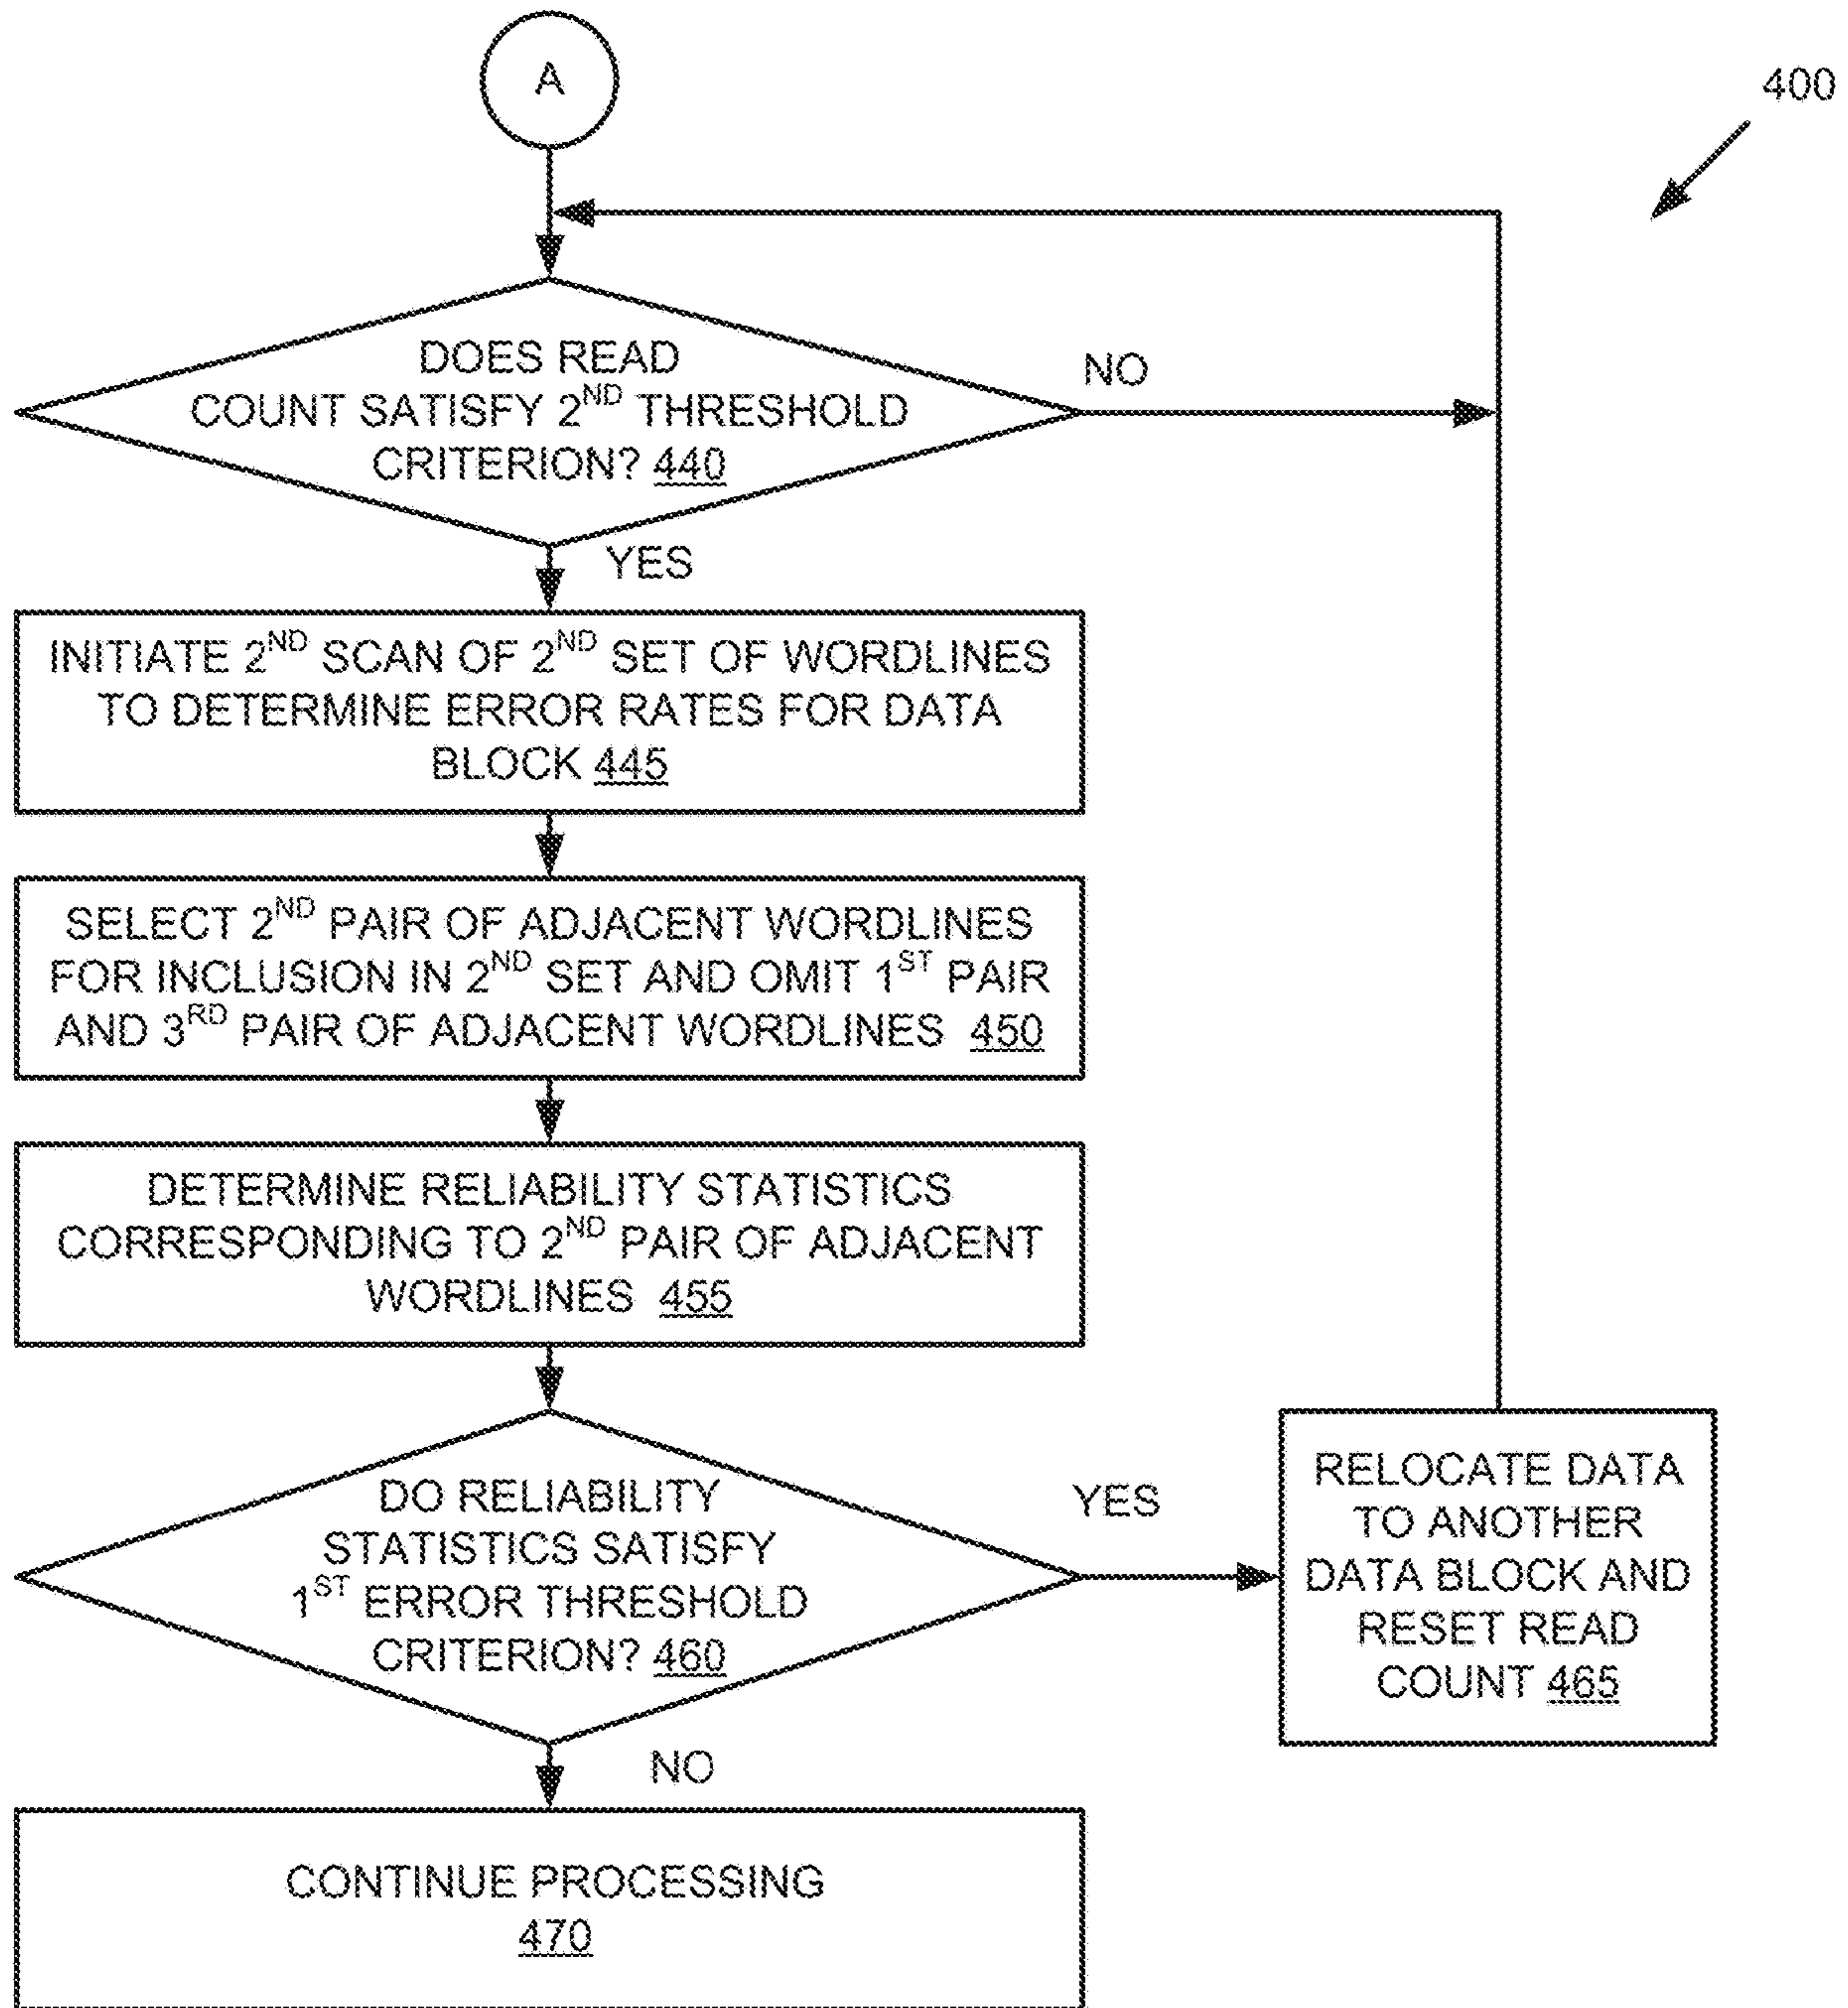 A
400
DOES READ
COUNT SATISFY 2ND THRESHOLD
CRITERION? 440
NO
YES
INITIATE 2ND SCAN OF 2ND SET OF WORDLINES
TO DETERMINE ERROR RATES FOR DATA
BLOCK 445
SELECT 2ND PAIR OF ADJACENT WORDLINES
FOR INCLUSION IN 2ND SET AND OMIT 1ST PAIR
AND 3RD PAIR OF ADJACENT WORDLINES 450
DETERMINE RELIABILITY STATISTICS
CORRESPONDING TO 2ND PAIR OF ADJACENT
WORDLINES 455
DO RELIABILITY
STATISTICS SATISFY
1ST ERROR THRESHOLD
CRITERION? 460
YES
RELOCATE DATA
TO ANOTHER
DATA BLOCK AND
RESET READ
COUNT 465
NO
CONTINUE PROCESSING
470